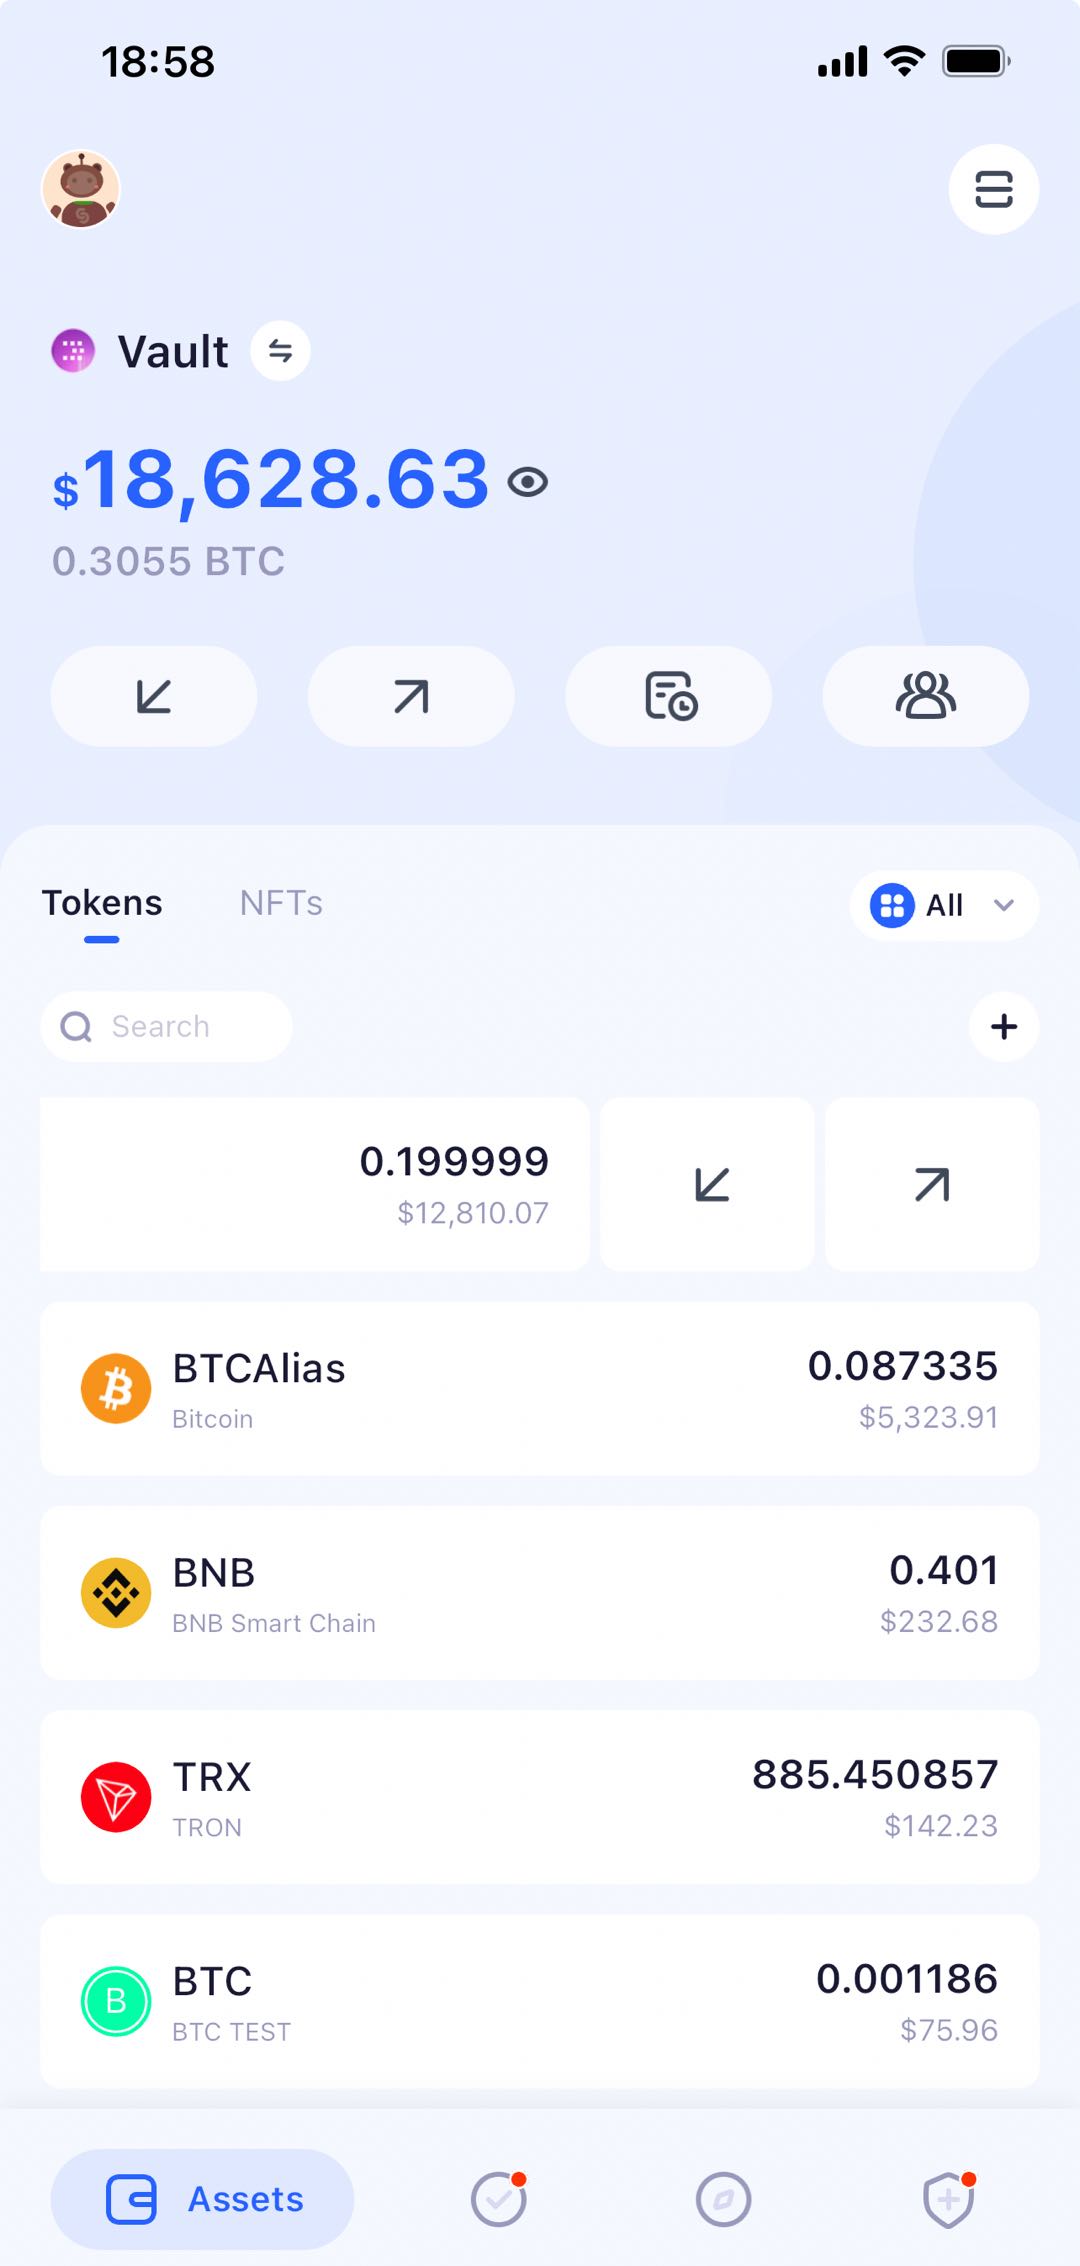 18:58
Vault
$18,628.63
0.3055 BTC
Tokens NFTs All
Search
0.199999
$12,810.07
BTCAlias 0.087335
Bitcoin $5,323.91
BNB 0.401
BNB Smart Chain $232.68
TRX 885.450857
TRON $142.23
B BTC 0.001186
BTC TEST $75.96
Assets